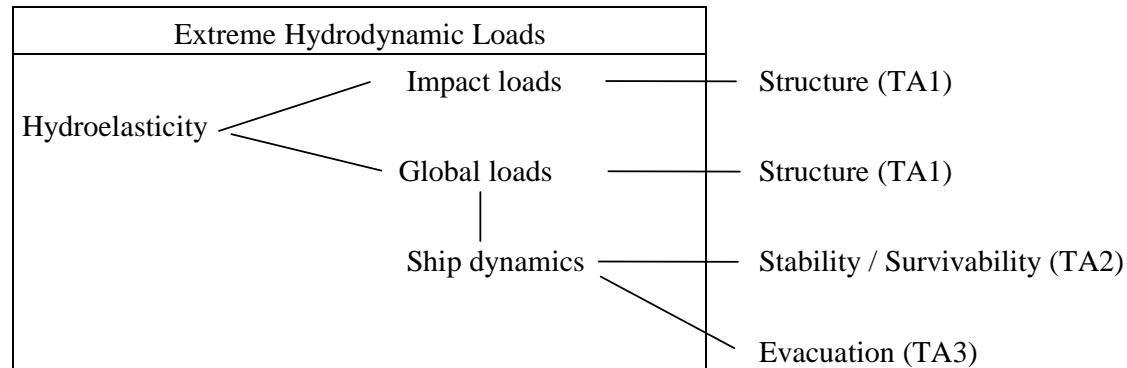 Extreme Hydrodynamic Loads
Impact loads
Structure (TA1)
Hydroelasticity
Global loads
Structure (TA1)
Ship dynamics
Stability / Survivability (TA2)
Evacuation (TA3)